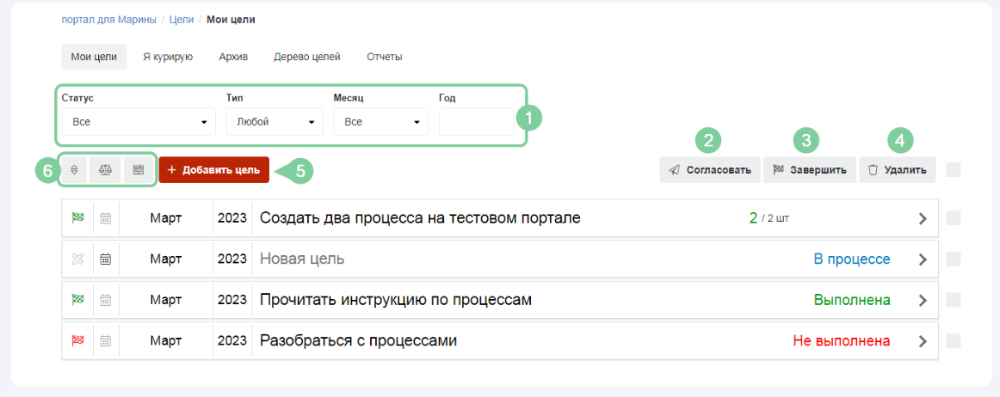 портал для Марины / Цели / Мои цели
Мои цели Я курирую Архив Дерево целей Отчеты
Статус Тип Месяц Год
Все Любой Все 1
2 3 4
6 + Добавить цель 5 Согласовать Завершить Удалить
Март 2023 Создать два процесса на тестовом портале 2 / 2 шт
Март 2023 Новая цель В процессе
Март 2023 Прочитать инструкцию по процессам Выполнена
Март 2023 Разобраться с процессами Не выполнена